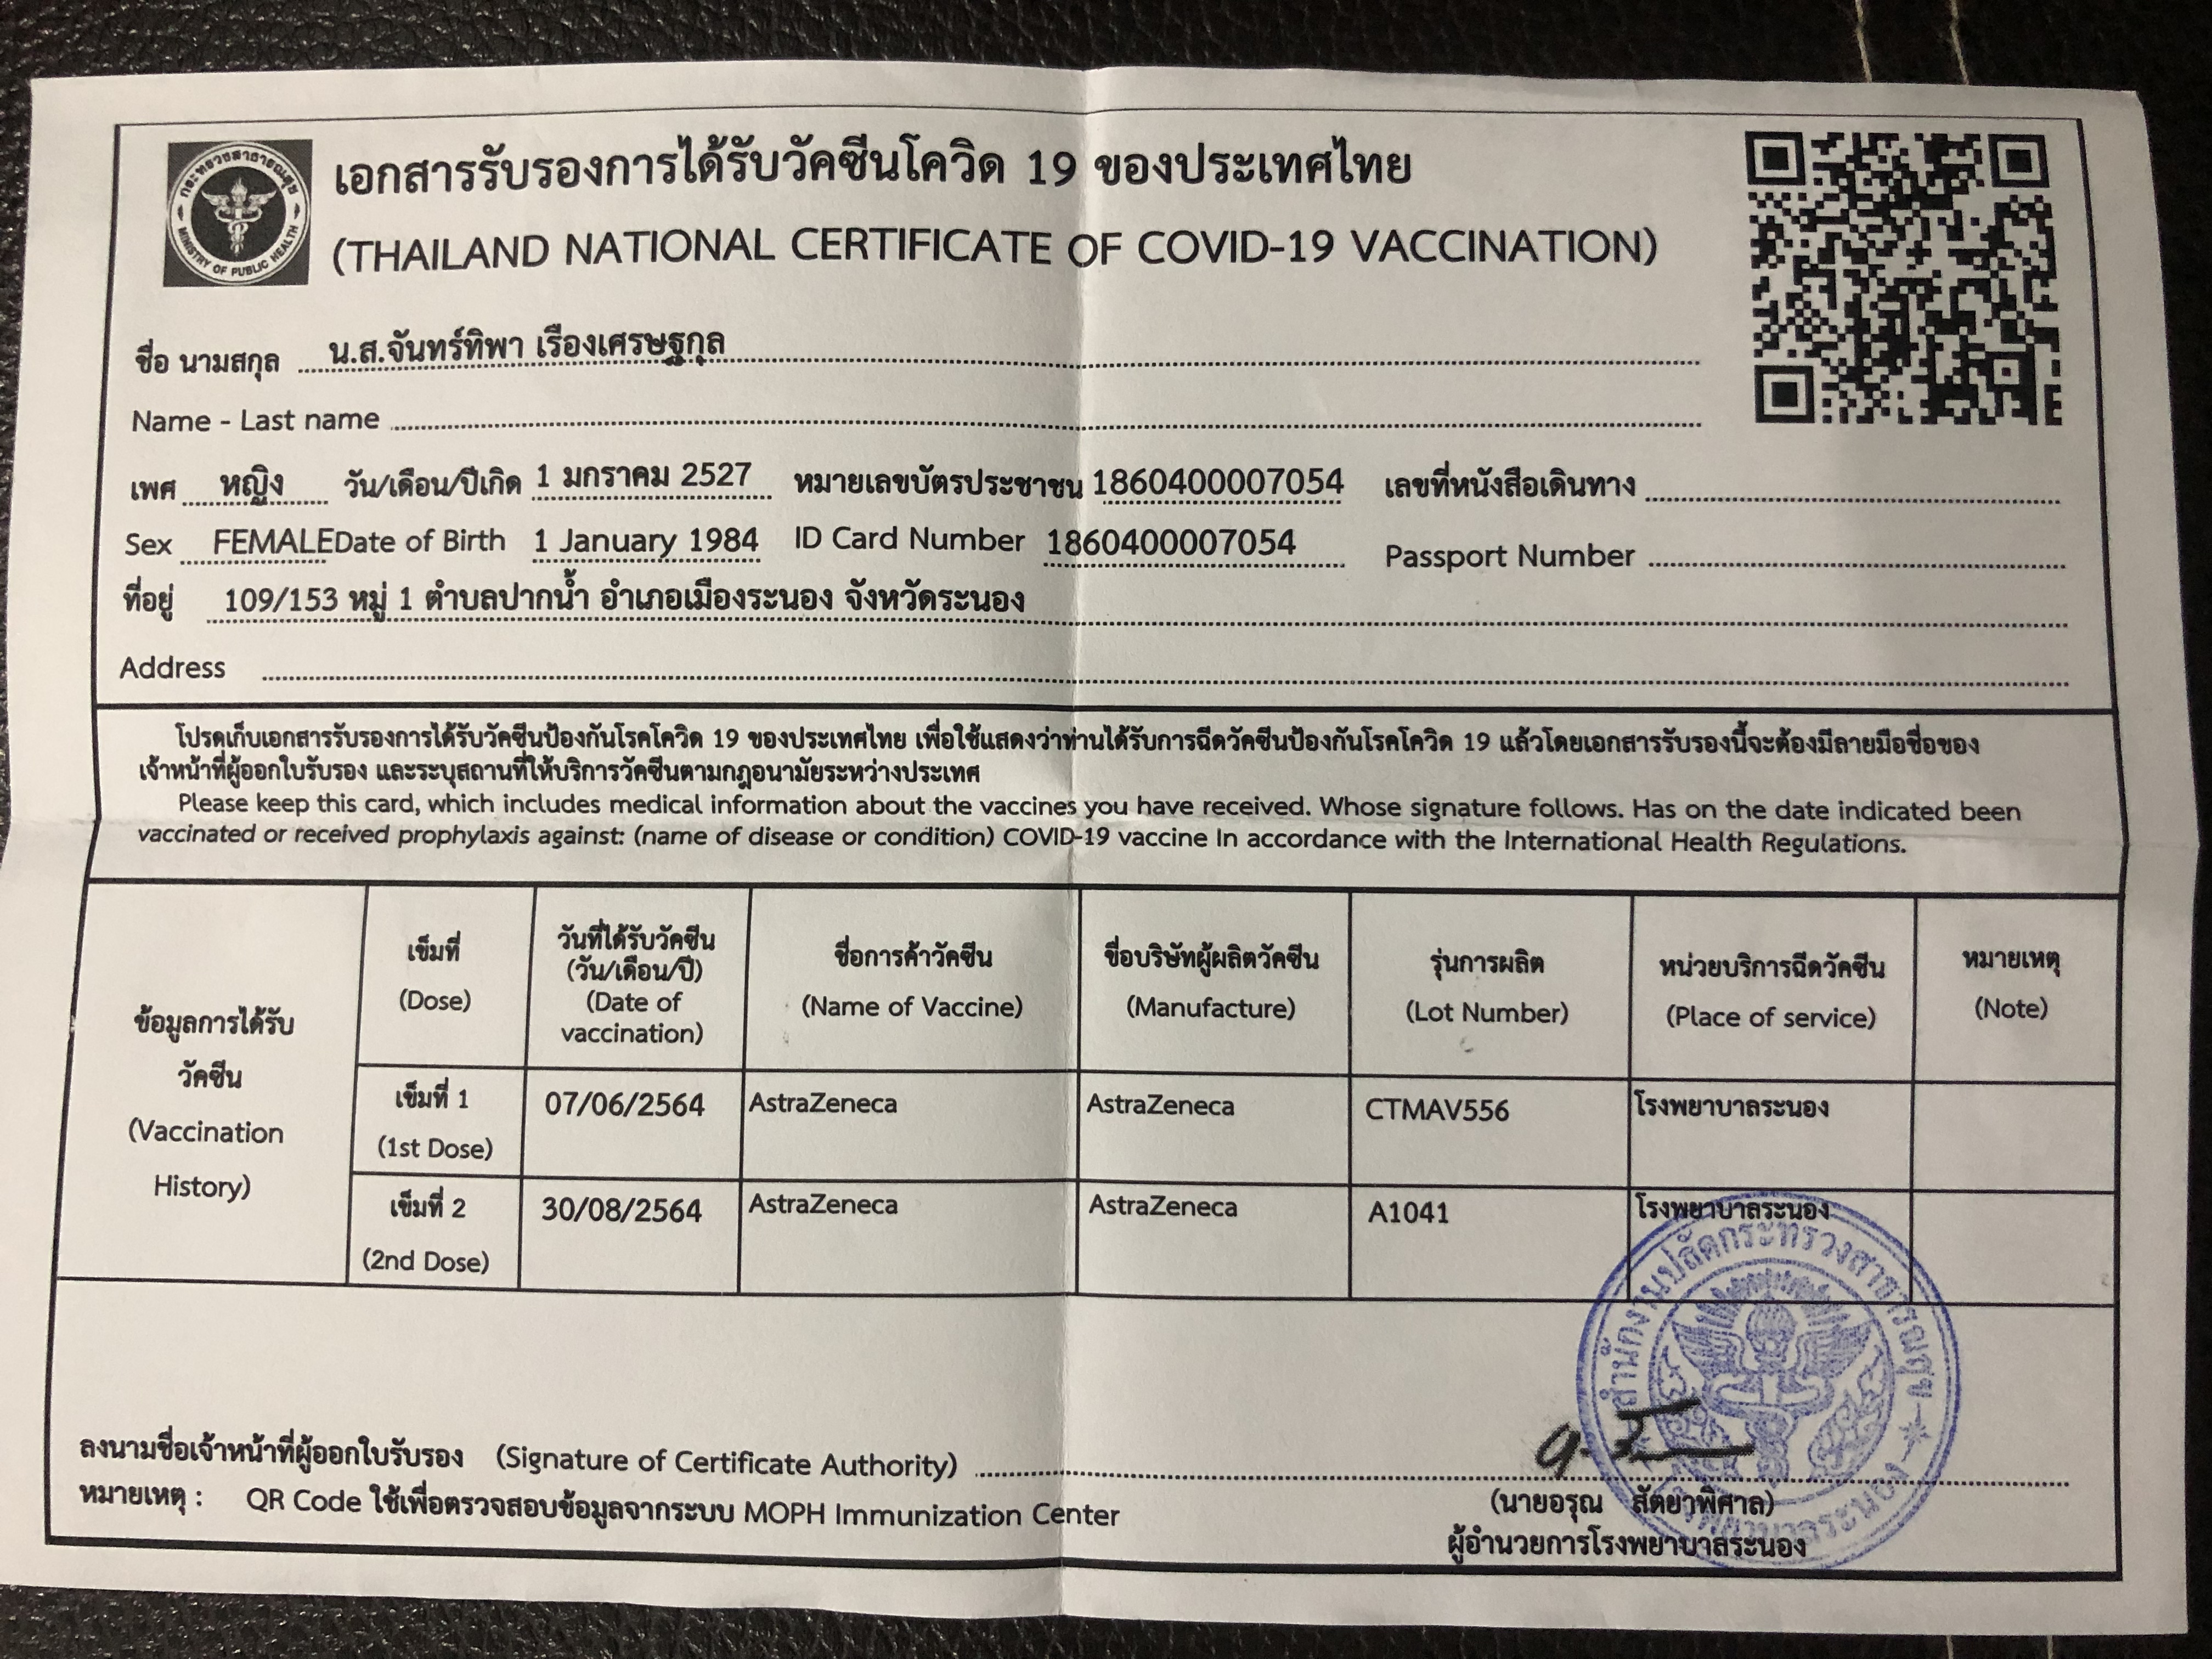 เอกสารรับรองการได้รับวัคซีนโควิด 19 ของประเทศไทย
(THAILAND NATIONAL CERTIFICATE OF COVID-19 VACCINATION)
กระทรวงสาธารณสุข
MINISTRY OF PUBLIC HEALTH
ชื่อ นามสกุล น.ส.จันทร์ทิพา เรืองเศรษฐกุล
Name - Last name
เพศ หญิง วัน/เดือน/ปีเกิด 1 มกราคม 2527 หมายเลขบัตรประชาชน 1860400007054 เลขที่หนังสือเดินทาง
Sex FEMALE Date of Birth 1 January 1984 ID Card Number 1860400007054 Passport Number
ที่อยู่ 109/153 หมู่ 1 ตำบลปากน้ำ อำเภอเมืองระนอง จังหวัดระนอง
Address
โปรดเก็บเอกสารรับรองการได้รับวัคซีนป้องกันโรคโควิด 19 ของประเทศไทย เพื่อใช้แสดงว่าท่านได้รับการฉีดวัคซีนป้องกันโรคโควิด 19 แล้วโดยเอกสารรับรองนี้จะต้องมีลายมือชื่อของ
เจ้าหน้าที่ผู้ออกใบรับรอง และระบุสถานที่ให้บริการวัคซีนตามกฎอนามัยระหว่างประเทศ
Please keep this card, which includes medical information about the vaccines you have received. Whose signature follows. Has on the date indicated been
vaccinated or received prophylaxis against: (name of disease or condition) COVID-19 vaccine In accordance with the International Health Regulations.
ข้อมูลการได้รับ
วัคซีน
(Vaccination
History)
เข็มที่
(Dose)
วันที่ได้รับวัคซีน
(วัน/เดือน/ปี)
(Date of
vaccination)
ชื่อการค้าวัคซีน
(Name of Vaccine)
ชื่อบริษัทผู้ผลิตวัคซีน
(Manufacture)
รุ่นการผลิต
(Lot Number)
หน่วยบริการฉีดวัคซีน
(Place of service)
หมายเหตุ
(Note)
เข็มที่ 1
(1st Dose)
07/06/2564
AstraZeneca
AstraZeneca
CTMAV556
โรงพยาบาลระนอง
เข็มที่ 2
(2nd Dose)
30/08/2564
AstraZeneca
AstraZeneca
A1041
โรงพยาบาลระนอง
สำนักงานปลัดกระทรวงสาธารณสุข
โรงพยาบาลระนอง
ลงนามชื่อเจ้าหน้าที่ผู้ออกใบรับรอง (Signature of Certificate Authority)
(นายอรุณ สัตยาพิศาล)
ผู้อำนวยการโรงพยาบาลระนอง
หมายเหตุ : QR Code ใช้เพื่อตรวจสอบข้อมูลจากระบบ MOPH Immunization Center